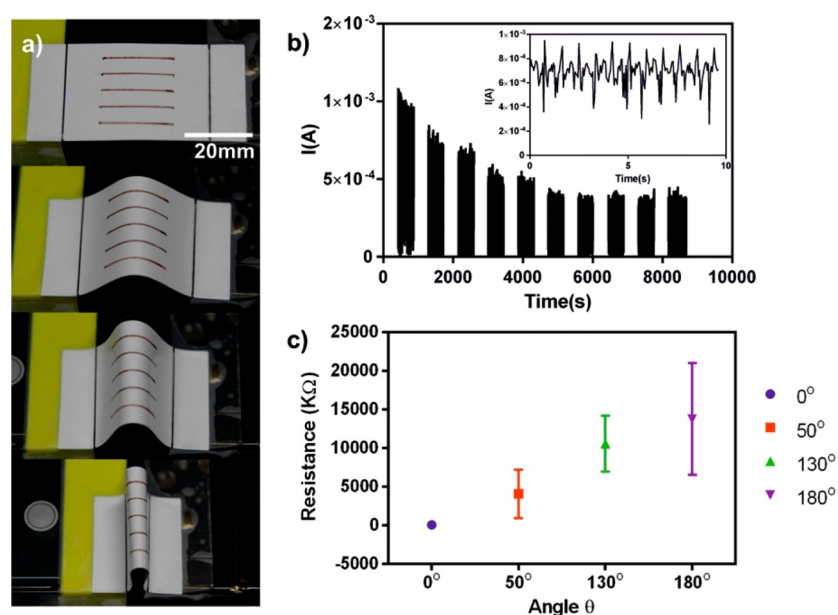 a)
20mm
b)
I(A)
2×10⁻³
1×10⁻³
5×10⁻⁴
0
0 2000 4000 6000 8000 10000
Time(s)
I(A)
1×10⁻³
8×10⁻⁴
6×10⁻⁴
4×10⁻⁴
2×10⁻⁴
0
0 5 10
Time(s)
c)
Resistance (KΩ)
25000
20000
15000
10000
5000
0
-5000
0° 50° 130° 180°
Angle θ
0°
50°
130°
180°